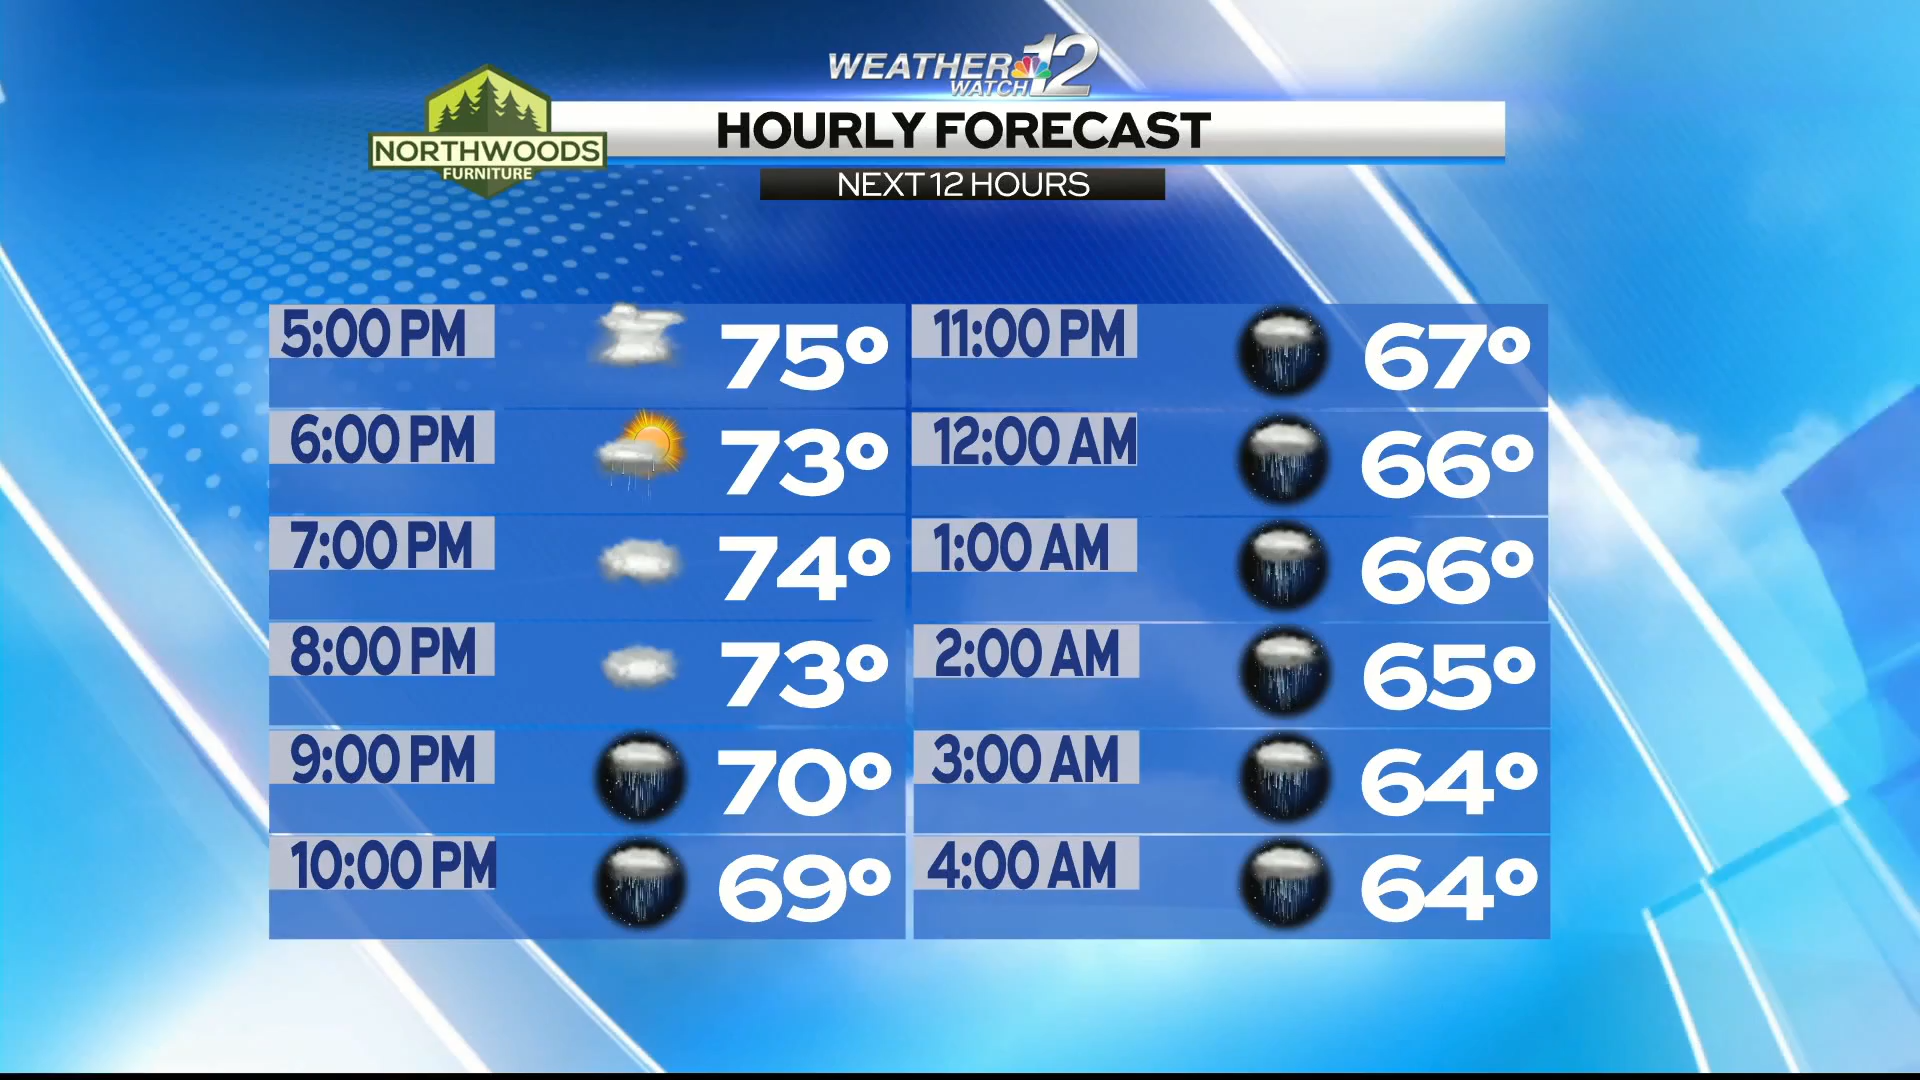 WEATHER 12
WATCH
NORTHWOODS
FURNITURE
HOURLY FORECAST
NEXT 12 HOURS
5:00 PM 75°
6:00 PM 73°
7:00 PM 74°
8:00 PM 73°
9:00 PM 70°
10:00 PM 69°
11:00 PM 67°
12:00 AM 66°
1:00 AM 66°
2:00 AM 65°
3:00 AM 64°
4:00 AM 64°